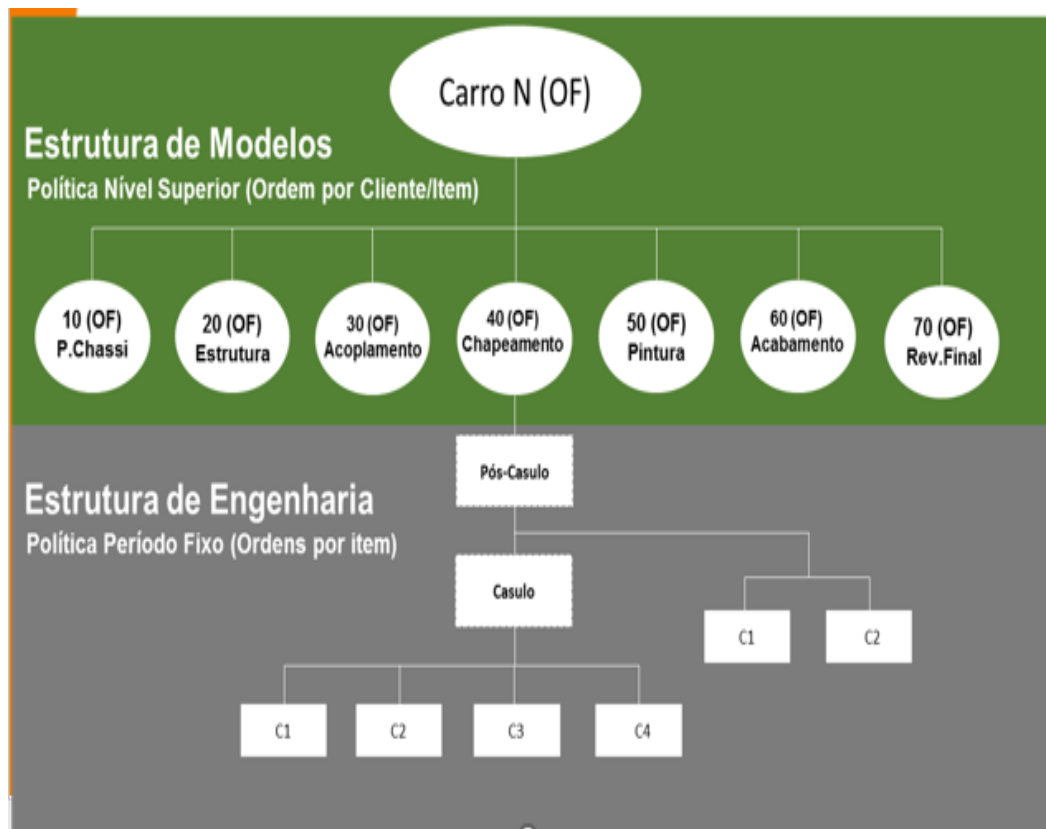 Carro N (OF)
Estrutura de Modelos
Política Nível Superior (Ordem por Cliente/Item)
10 (OF)
P.Chassi
20 (OF)
Estrutura
30 (OF)
Acoplamento
40 (OF)
Chapeamento
50 (OF)
Pintura
60 (OF)
Acabamento
70 (OF)
Rev.Final
Pós-Casulo
Estrutura de Engenharia
Política Período Fixo (Ordens por item)
Casulo
C1
C2
C1
C2
C3
C4